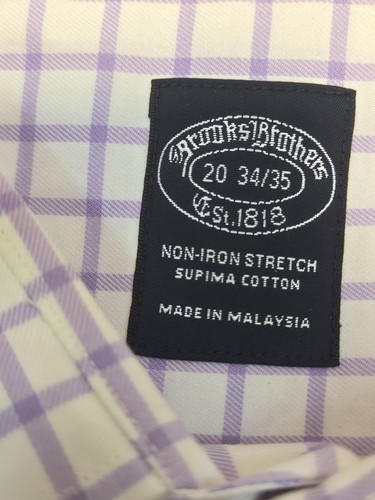 Brooks Brothers
20 34/35
Est. 1818
NON-IRON STRETCH
SUPIMA COTTON
MADE IN MALAYSIA